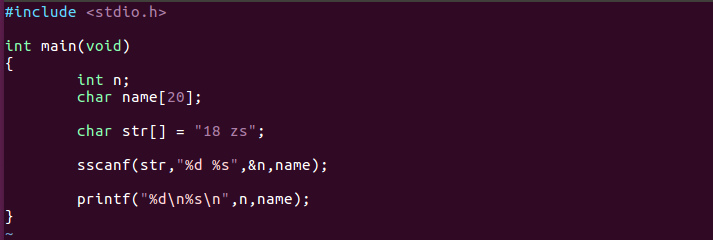 #include <stdio.h>
int main(void)
{
        int n;
        char name[20];
        char str[] = "18 zs";
        sscanf(str,"%d %s",&n,name);
        printf("%d\n%s\n",n,name);
}
~